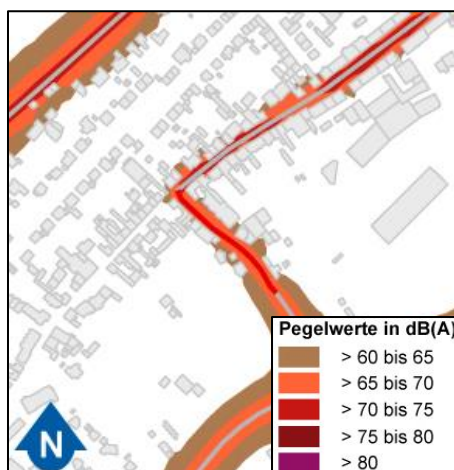 Pegelwerte in dB(A)
> 60 bis 65
> 65 bis 70
> 70 bis 75
> 75 bis 80
> 80
N